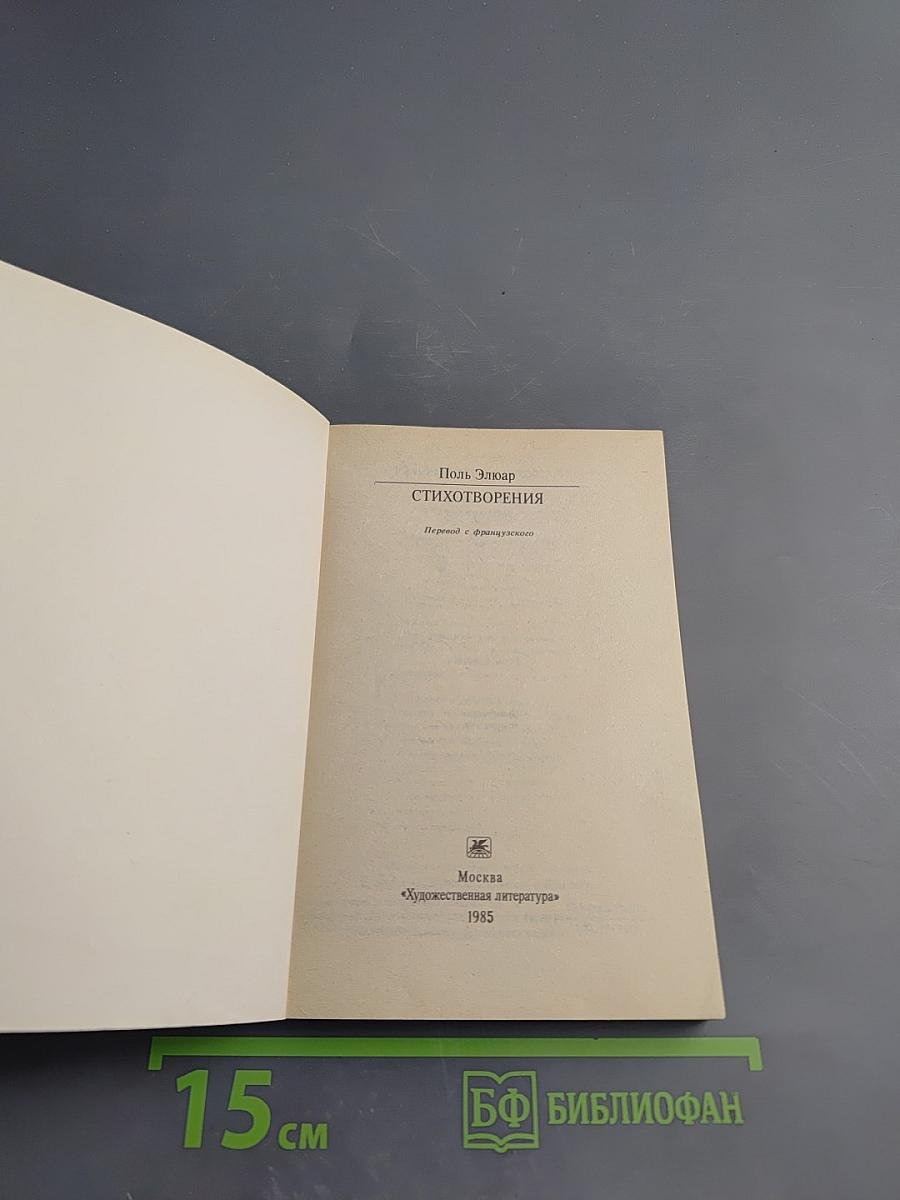 Поль Элюар
СТИХОТВОРЕНИЯ
Перевод с французского
Москва
«Художественная литература»
1985
15 см
БФ БИБЛИОФАН